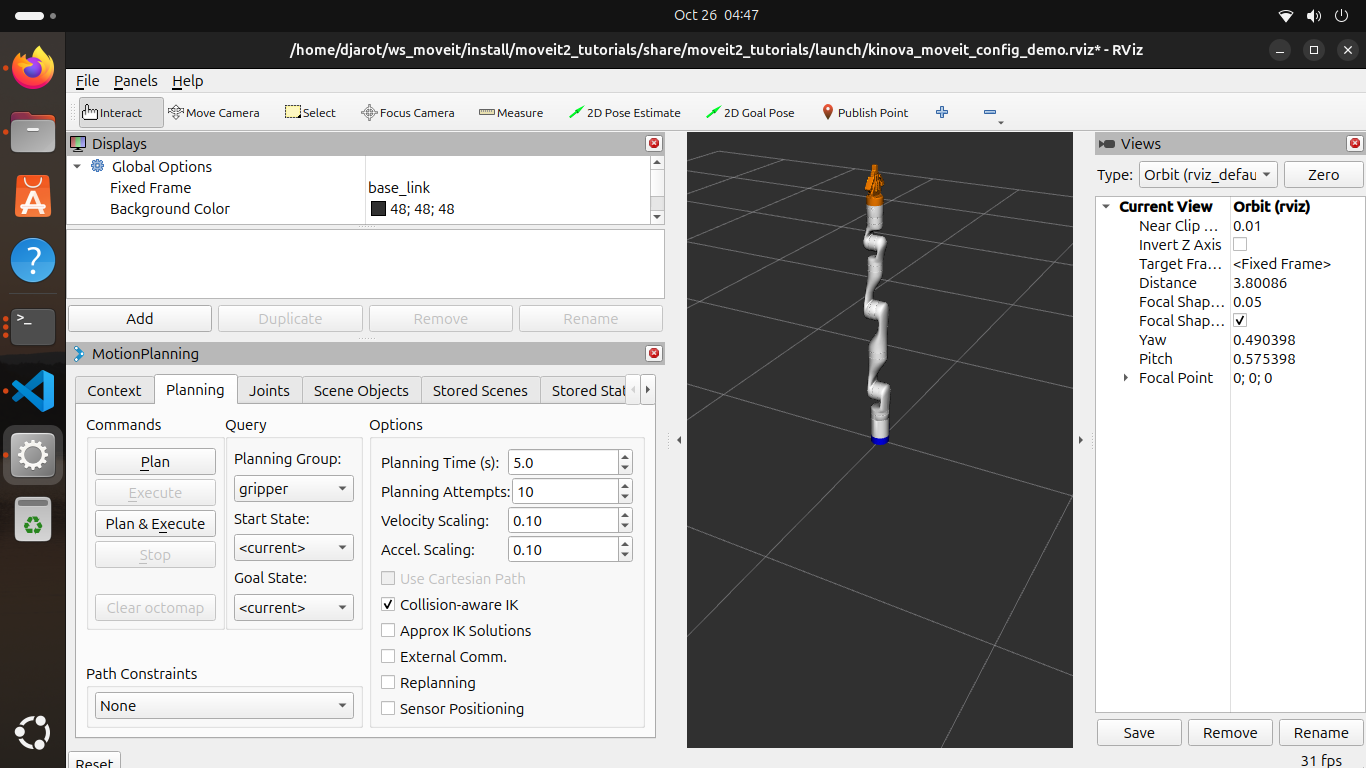 Oct 26 04:47
/home/djarot/ws_moveit/install/moveit2_tutorials/share/moveit2_tutorials/launch/kinova_moveit_config_demo.rviz* - RViz
File Panels Help
Interact Move Camera Select Focus Camera Measure 2D Pose Estimate 2D Goal Pose Publish Point
Displays
Global Options
Fixed Frame base_link
Background Color 48; 48; 48
Add Duplicate Remove Rename
MotionPlanning
Context Planning Joints Scene Objects Stored Scenes Stored Stat
Commands Query Options
Plan
Execute
Plan & Execute
Stop
Clear octomap
Planning Group:
gripper
Start State:
<current>
Goal State:
<current>
Planning Time (s): 5.0
Planning Attempts: 10
Velocity Scaling: 0.10
Accel. Scaling: 0.10
Use Cartesian Path
Collision-aware IK
Approx IK Solutions
External Comm.
Replanning
Sensor Positioning
Path Constraints
None
Reset
Views
Type: Orbit (rviz_defau Zero
Current View Orbit (rviz)
Near Clip ... 0.01
Invert Z Axis
Target Fra... <Fixed Frame>
Distance 3.80086
Focal Shap... 0.05
Focal Shap...
Yaw 0.490398
Pitch 0.575398
Focal Point 0; 0; 0
Save Remove Rename
31 fps